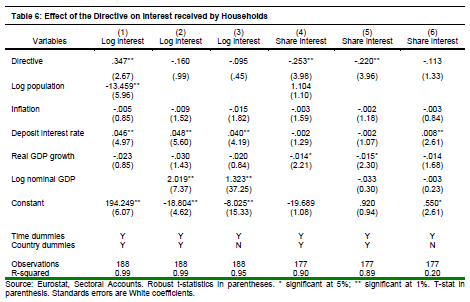 Table 6: Effect of the Directive on Interest received by Households
(1) (2) (3) (4) (5) (6)
Variables Log Interest Log Interest Log Interest Share Interest Share Interest Share Interest
Directive .347** -.160 -.095 -.253** -.220** -.113
(2.67) (.99) (.45) (3.98) (3.96) (1.33)
Log population -13.459** 1.104
(5.96) (1.10)
Inflation -.005 -.009 -.015 -.003 -.002 -.003
(0.85) (1.52) (1.82) (1.59) (1.18) (0.84)
Deposit interest rate .046** .048** .040** -.002 -.002 .008**
(4.97) (5.60) (4.19) (1.29) (1.07) (2.61)
Real GDP growth -.023 -.030 -.020 -.014* -.015* -.014
(0.85) (1.43) (0.84) (2.21) (2.30) (1.68)
Log nominal GDP 2.019** 1.323** -.033 -.003
(7.37) (37.25) (0.30) (0.23)
Constant 194.249** -18.804** -8.025** -19.689 .920 .550*
(6.07) (4.62) (15.33) (1.08) (0.94) (2.61)
Time dummies Y Y Y Y Y Y
Country dummies Y Y N Y Y N
Observations 188 188 188 177 177 177
R-squared 0.99 0.99 0.95 0.90 0.89 0.20
Source: Eurostat, Sectoral Accounts. Robust t-statistics in parentheses. * significant at 5%; ** significant at 1%. T-stat in
parenthesis. Standards errors are White coefficients.